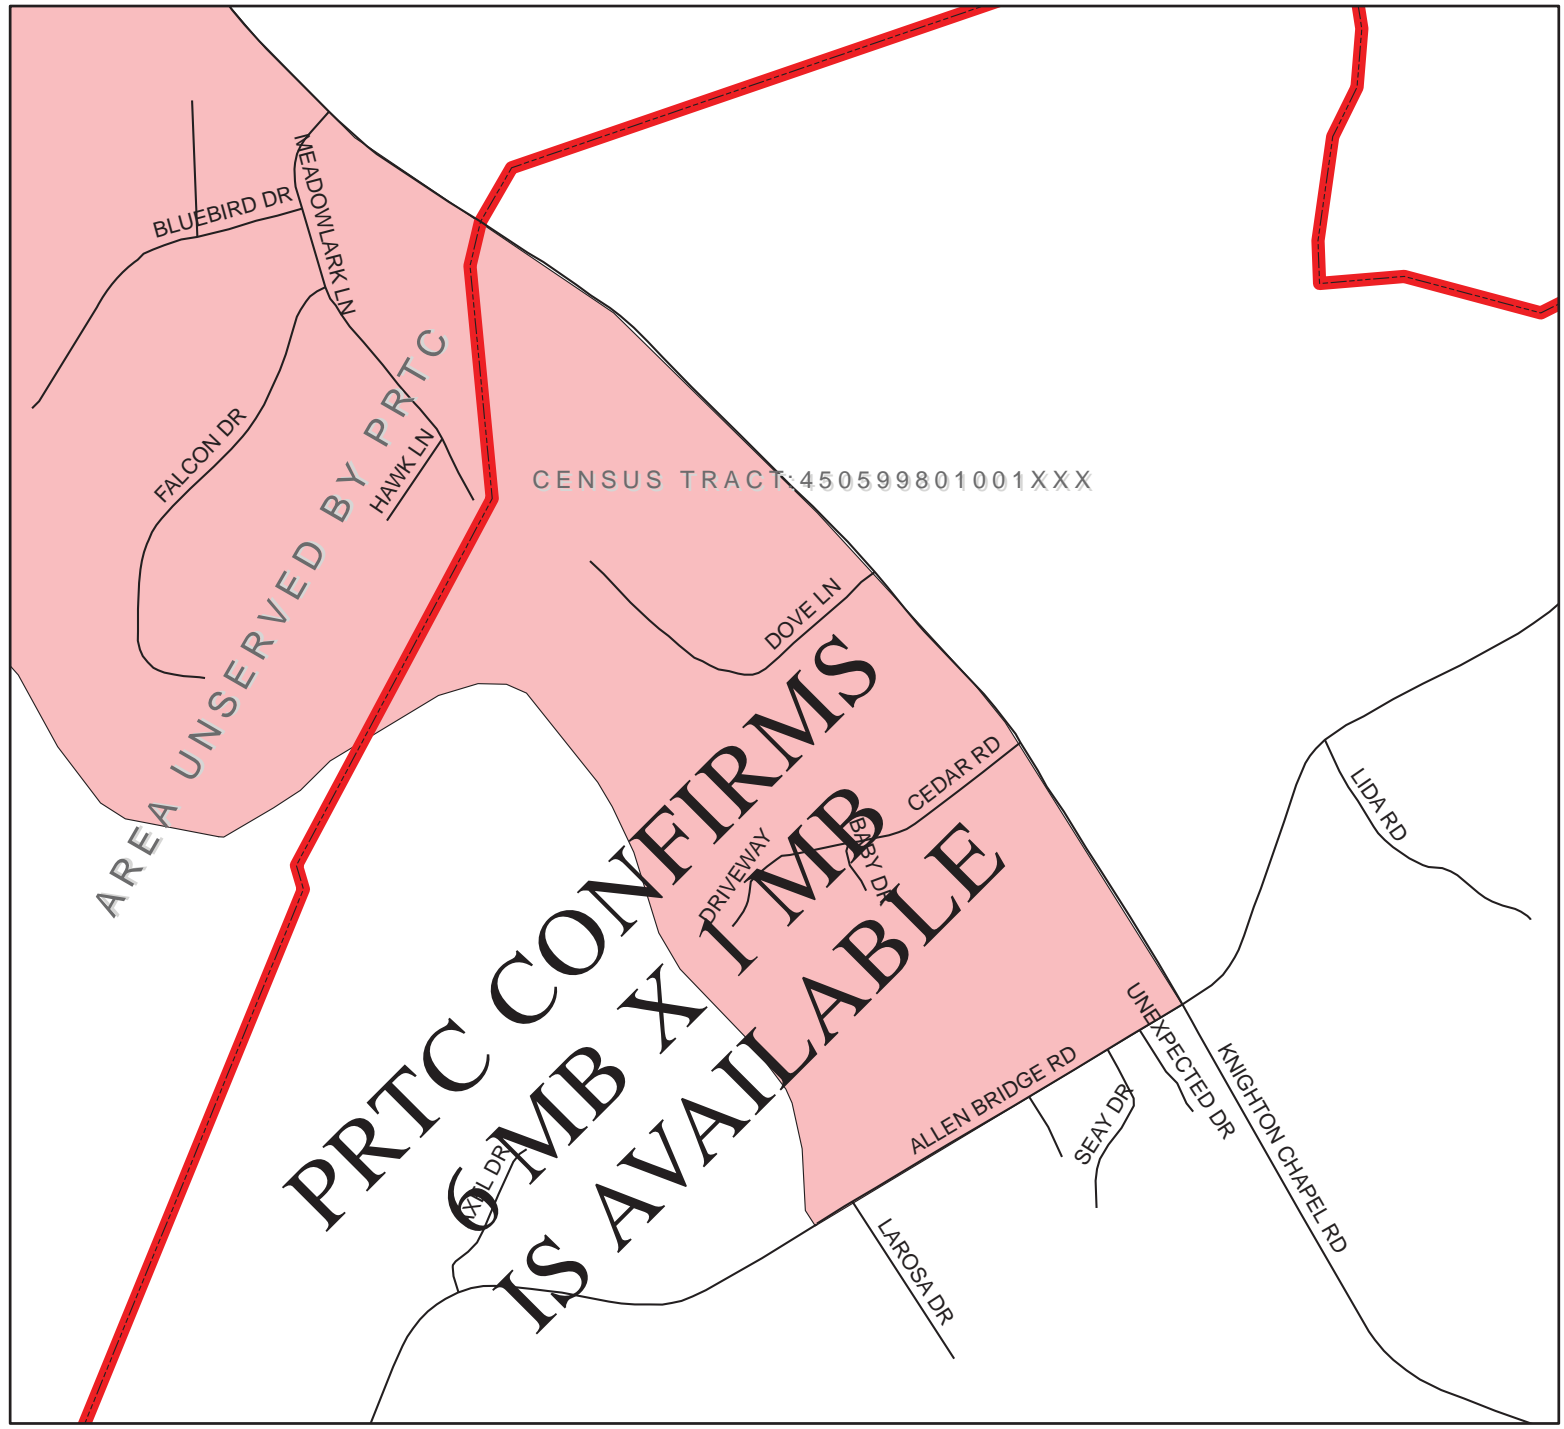 MEADOWLARK LN
BLUEBIRD DR
FALCON DR
HAWK LN
AREA UNSERVED BY PRTC
CENSUS TRACT:450599801001XXX
DOVE LN
CEDAR RD
DRIVEWAY
BABY DR
LIDA RD
PRTC CONFIRMS
6 MB X 1 MB
IS AVAILABLE
UNEXPECTED DR
KNIGHTON CHAPEL RD
ALLEN BRIDGE RD
SEAY DR
DR
LAROSA DR